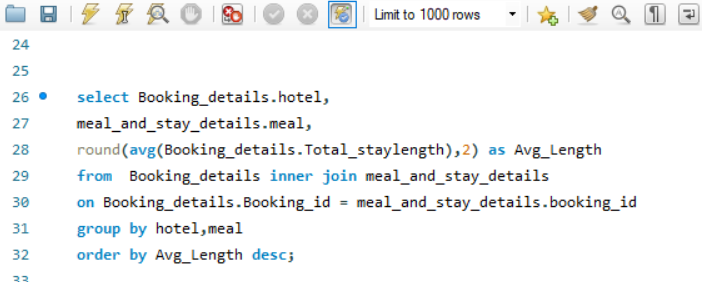 Limit to 1000 rows
24
25
26 select Booking_details.hotel,
27 meal_and_stay_details.meal,
28 round(avg(Booking_details.Total_staylength),2) as Avg_Length
29 from  Booking_details inner join meal_and_stay_details
30 on Booking_details.Booking_id = meal_and_stay_details.booking_id
31 group by hotel,meal
32 order by Avg_Length desc;
33